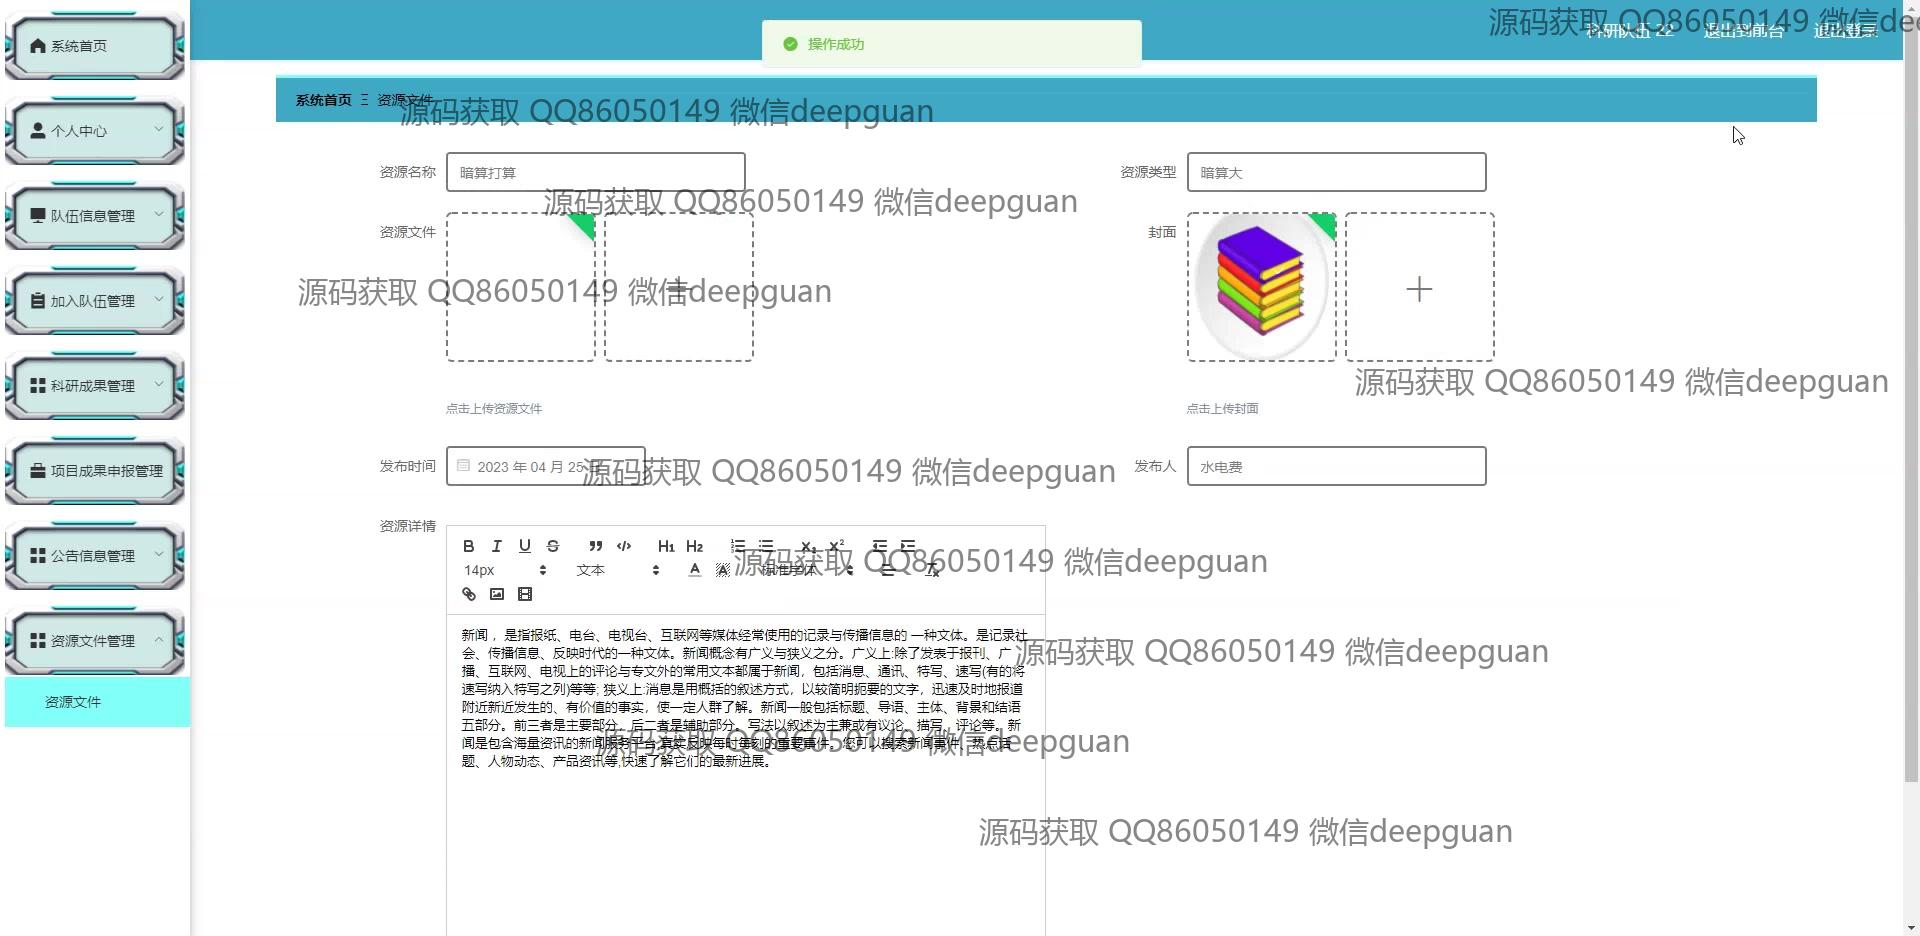 系统首页
个人中心
队伍信息管理
加入队伍管理
科研成果管理
项目成果申报管理
公告信息管理
资源文件管理
资源文件
操作成功
科研队伍 22 退出到前台 退出登录
源码获取 QQ86050149 微信dee
系统首页 Ξ 资源文件
源码获取 QQ86050149 微信deepguan
资源名称 暗算打算
资源类型 暗算大
源码获取 QQ86050149 微信deepguan
资源文件
封面
源码获取 QQ86050149 微信deepguan
源码获取 QQ86050149 微信deepguan
点击上传资源文件
点击上传封面
发布时间 2023 年 04 月 25 日
源码获取 QQ86050149 微信deepguan
发布人 水电费
资源详情
B I U S ❞ </> H1 H2 X2 X2
14px 文本 A A 标准字体 Tx
源码获取 QQ86050149 微信deepguan
新闻，是指报纸、电台、电视台、互联网等媒体经常使用的记录与传播信息的 一种文体。是记录社
会、传播信息、反映时代的一种文体。新闻概念有广义与狭义之分。广义上:除了发表于报刊、广
播、互联网、电视上的评论与专文外的常用文本都属于新闻，包括消息、通讯、特写、速写(有的将
速写纳入特写之列)等等; 狭义上:消息是用概括的叙述方式，以较简明扼要的文字，迅速及时地报道
附近新近发生的、有价值的事实，使一定人群了解。新闻一般包括标题、导语、主体、背景和结语
五部分。前三者是主要部分，后二者是辅助部分。写法以叙述为主兼或有议论、描写、评论等。新
闻是包含海量资讯的新闻服务平台,真实反映每时每刻的重要事件。您可以搜索新闻事件、热点话
题、人物动态、产品资讯等,快速了解它们的最新进展。
源码获取 QQ86050149 微信deepguan
源码获取 QQ86050149 微信deepguan
源码获取 QQ86050149 微信deepguan